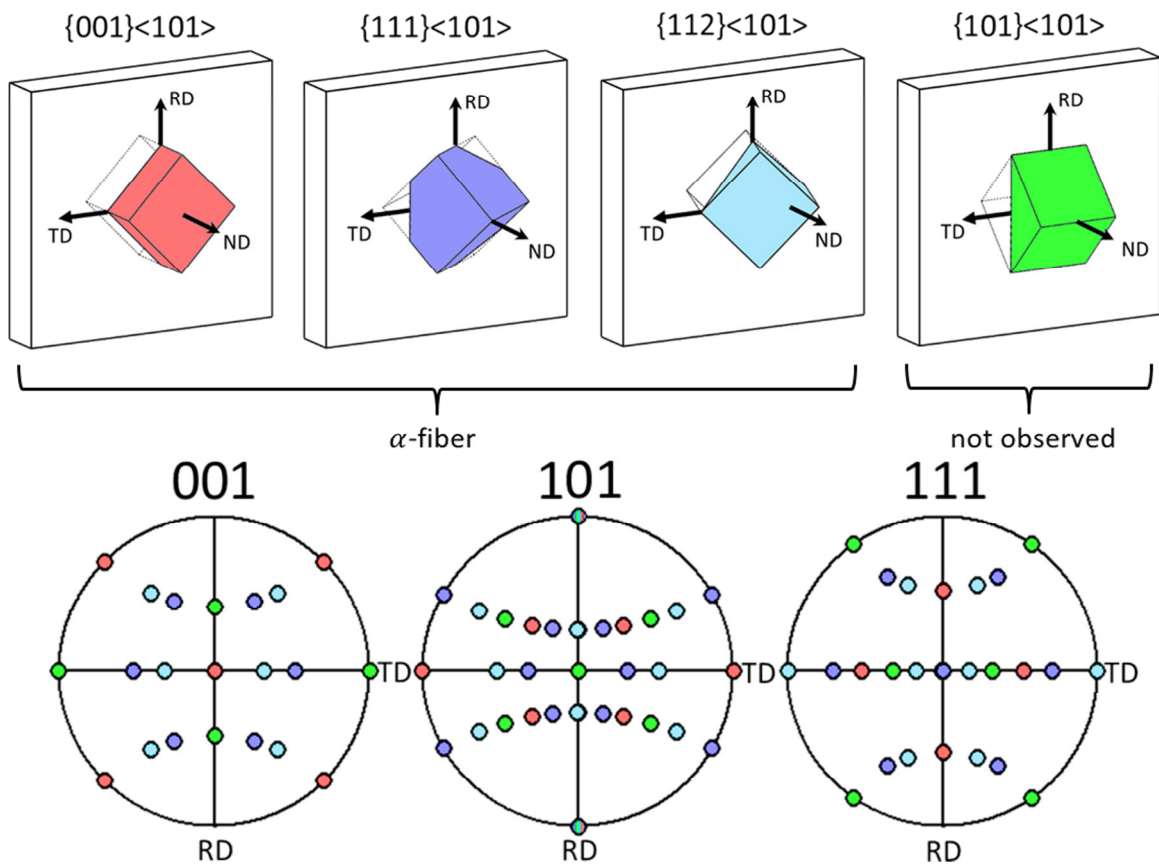 {001}<101> {111}<101> {112}<101> {101}<101>
RD RD RD RD
TD ND TD ND TD ND TD ND
α-fiber not observed
001 101 111
TD TD TD
RD RD RD